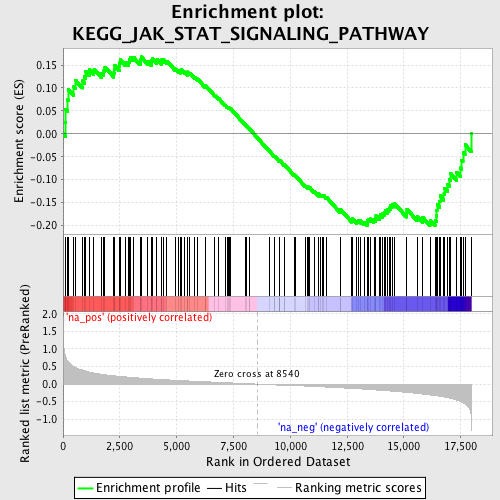 Enrichment plot:
KEGG_JAK_STAT_SIGNALING_PATHWAY
Enrichment score (ES)
0.15
0.10
0.05
0.00
-0.05
-0.10
-0.15
-0.20
'na_pos' (positively correlated)
Ranked list metric (PreRanked)
2.0
1.5
1.0
0.5
0.0
-0.5
-1.0
Zero cross at 8540
'na_neg' (negatively correlated)
0
2,500
5,000
7,500
10,000
12,500
15,000
17,500
Rank in Ordered Dataset
Enrichment profile
Hits
Ranking metric scores